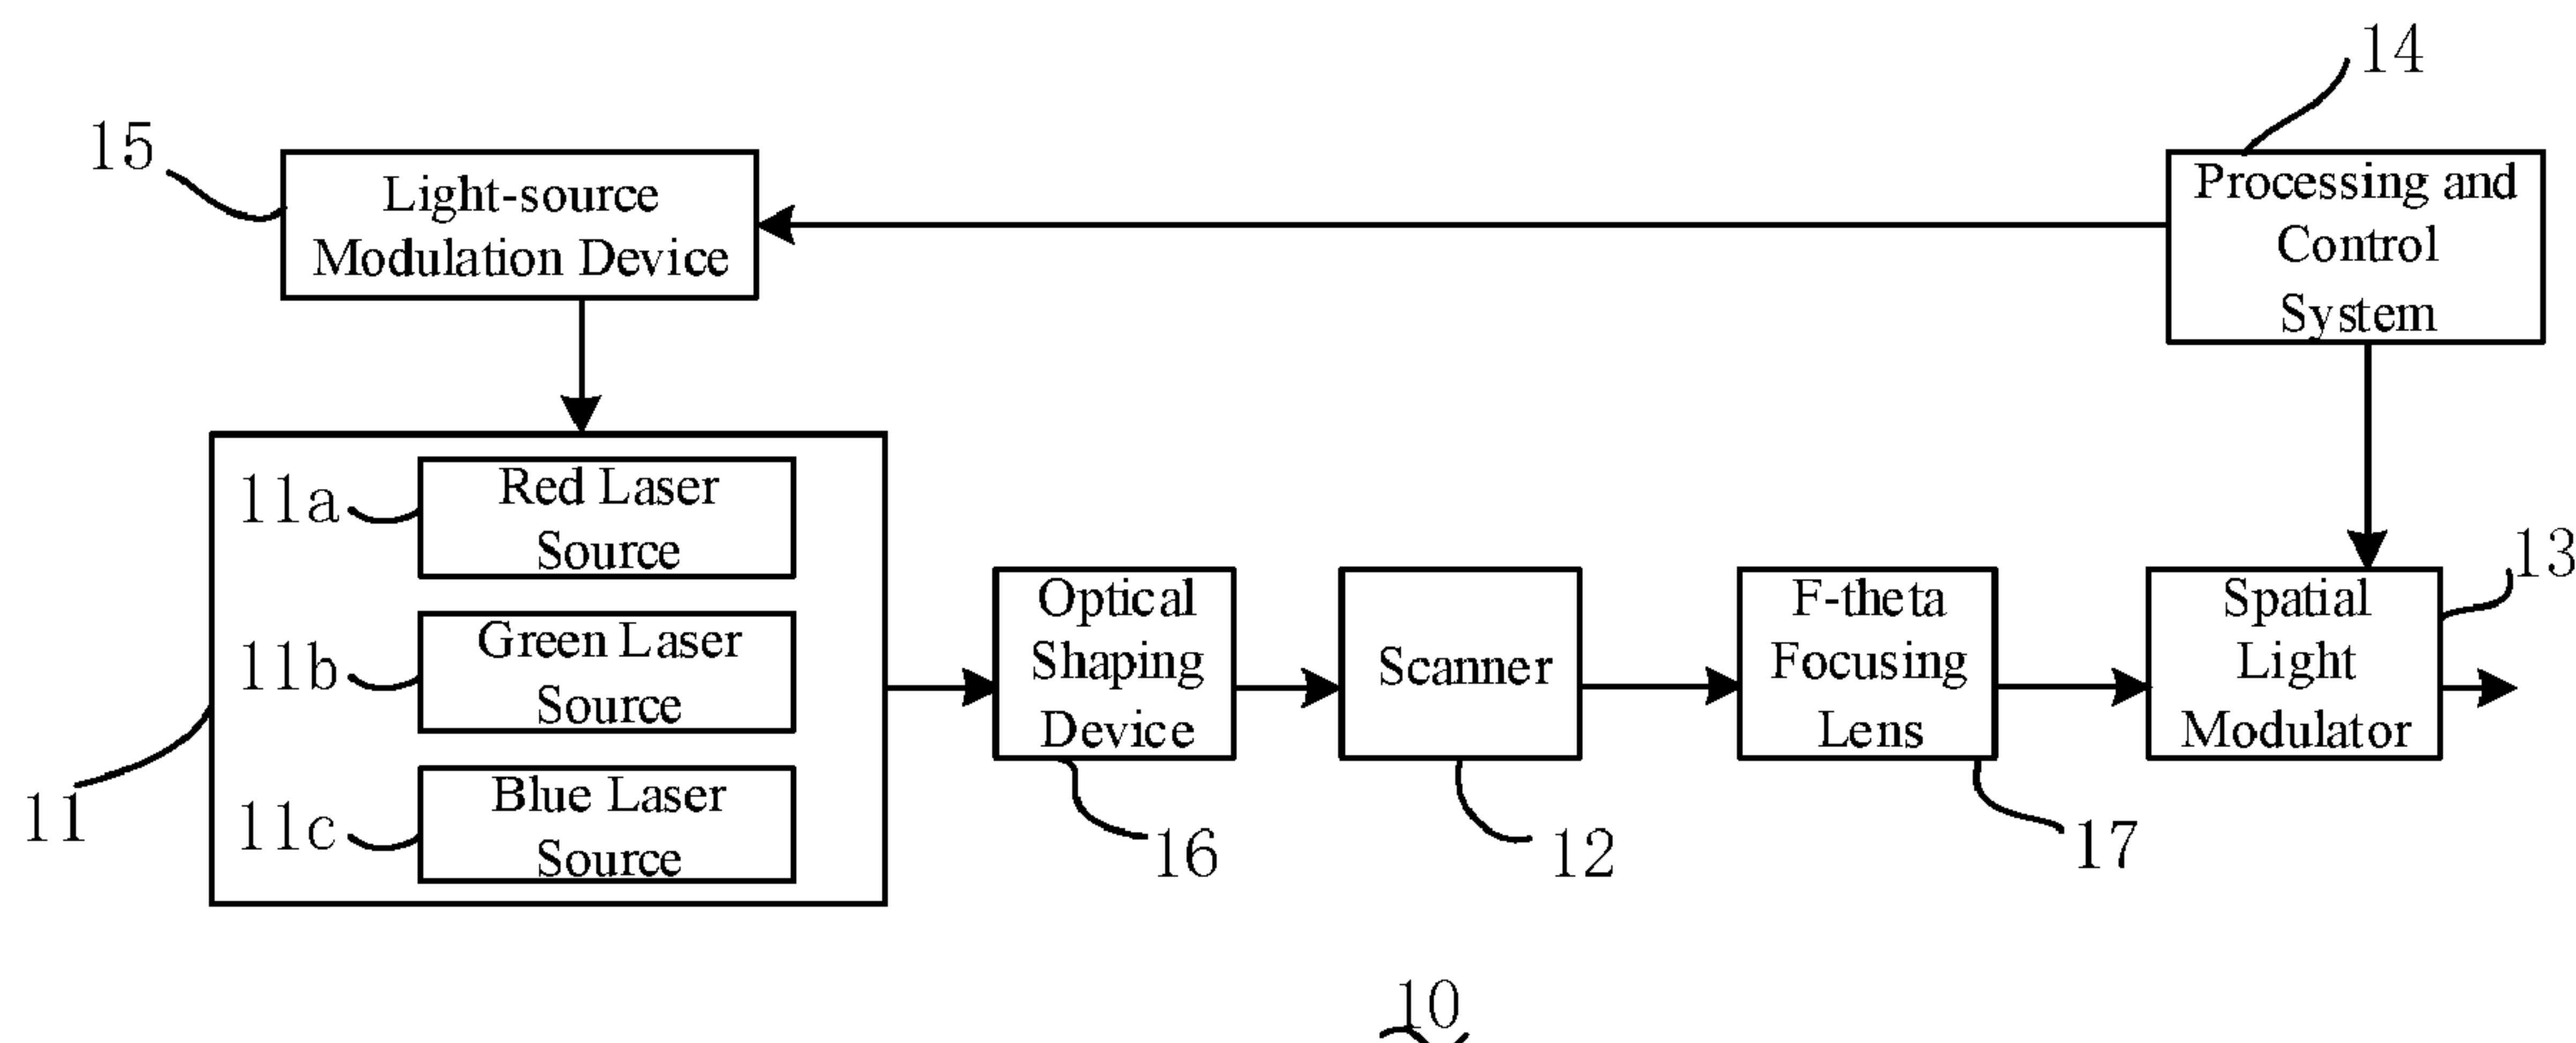 14
15
Light-source
Modulation Device
Processing and
Control
System
11a
Red Laser
Source
11b
Green Laser
Source
11c
Blue Laser
Source
11
Optical
Shaping
Device
16
Scanner
12
F-theta
Focusing
Lens
17
Spatial
Light
Modulator
13
10